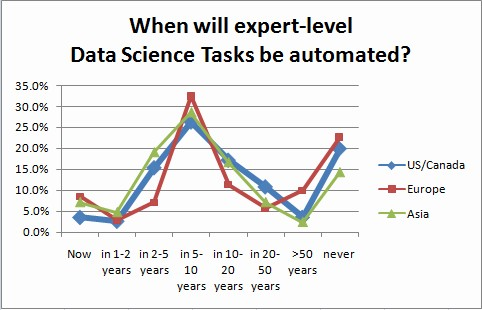 When will expert-level
Data Science Tasks be automated?
35.0%
30.0%
25.0%
20.0%
15.0%
10.0%
5.0%
0.0%
Now
in 1-2
years
in 2-5
years
in 5-
10
years
in 10-
20
years
in 20-
50
years
>50
years
never
US/Canada
Europe
Asia